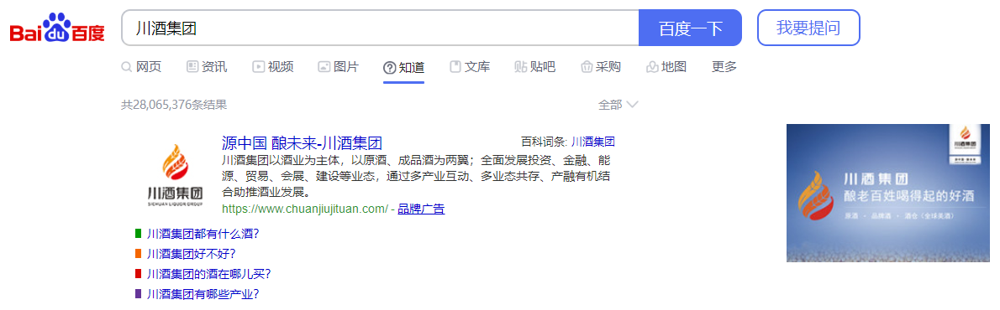 Baidu百度
川酒集团
百度一下
我要提问
网页 资讯 视频 图片 知道 文库 贴吧 采购 地图 更多
共28,065,376条结果
全部
源中国 酿未来-川酒集团
百科词条: 川酒集团
川酒集团以酒业为主体，以原酒、成品酒为两翼；全面发展投资、金融、能
源、贸易、会展、建设等业态，通过多产业互动、多业态共存、产融有机结
合助推酒业发展。
https://www.chuanjiujituan.com/ - 品牌广告
川酒集团
SICHUAN LIQUOR GROUP
川酒集团都有什么酒?
川酒集团好不好?
川酒集团的酒在哪儿买?
川酒集团有哪些产业?
川酒集团
川酒集团
酿老百姓喝得起的好酒
原酒 · 品牌酒 · 酒仓（全球美酒）